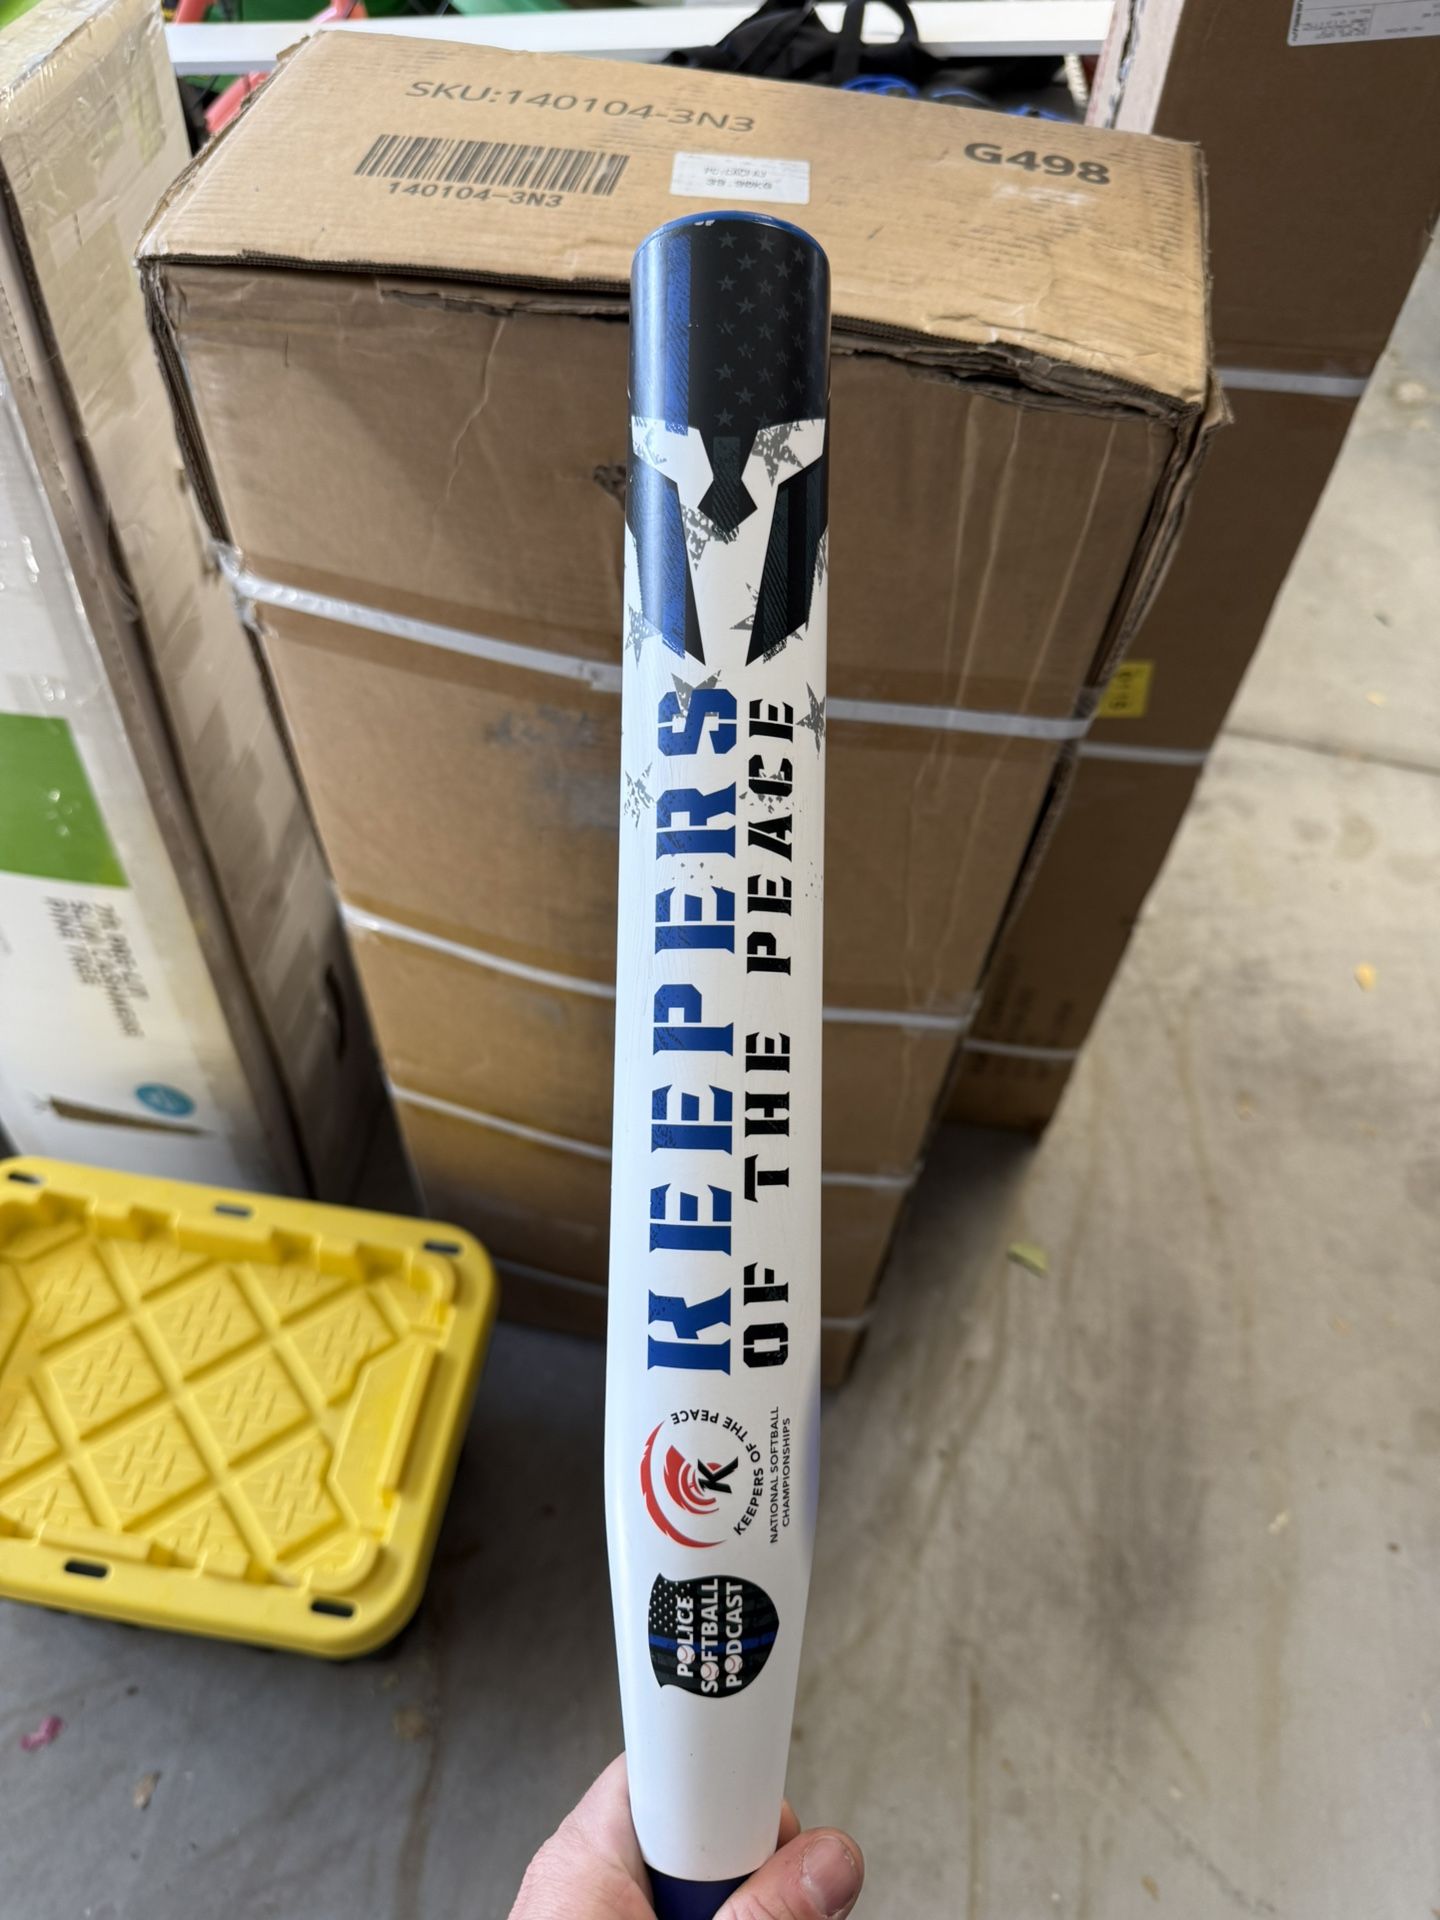 SKU:140104-3N3
G498
140104-3N3
KEEPERS
OF THE PEACE
KEEPERS OF THE PEACE
K
NATIONAL SOFTBALL
CHAMPIONSHIPS
POLICE
SOFTBALL
PODCAST